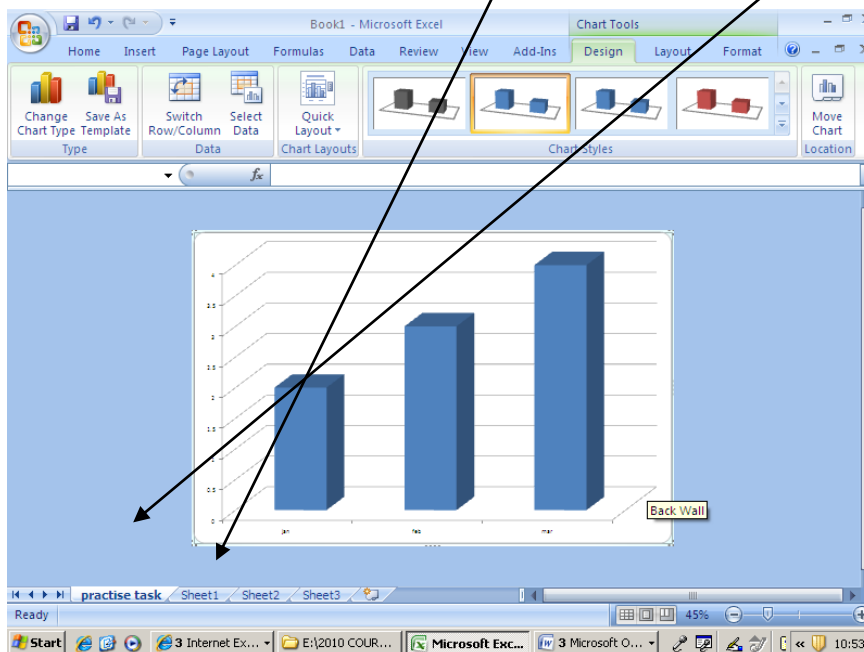 Book1 - Microsoft Excel Chart Tools
Home Insert Page Layout Formulas Data Review View Add-Ins Design Layout Format
Change Chart Type Save As Template Switch Row/Column Select Data Quick Layout Move Chart
Type Data Chart Layouts Chart Styles Location
fx
4
3.5
3
2.5
2
1.5
1
0.5
0
jan feb mar
Back Wall
practise task Sheet1 Sheet2 Sheet3
Ready 45%
Start 3 Internet Ex... E:\2010 COUR... Microsoft Exc... 3 Microsoft O... 10:53